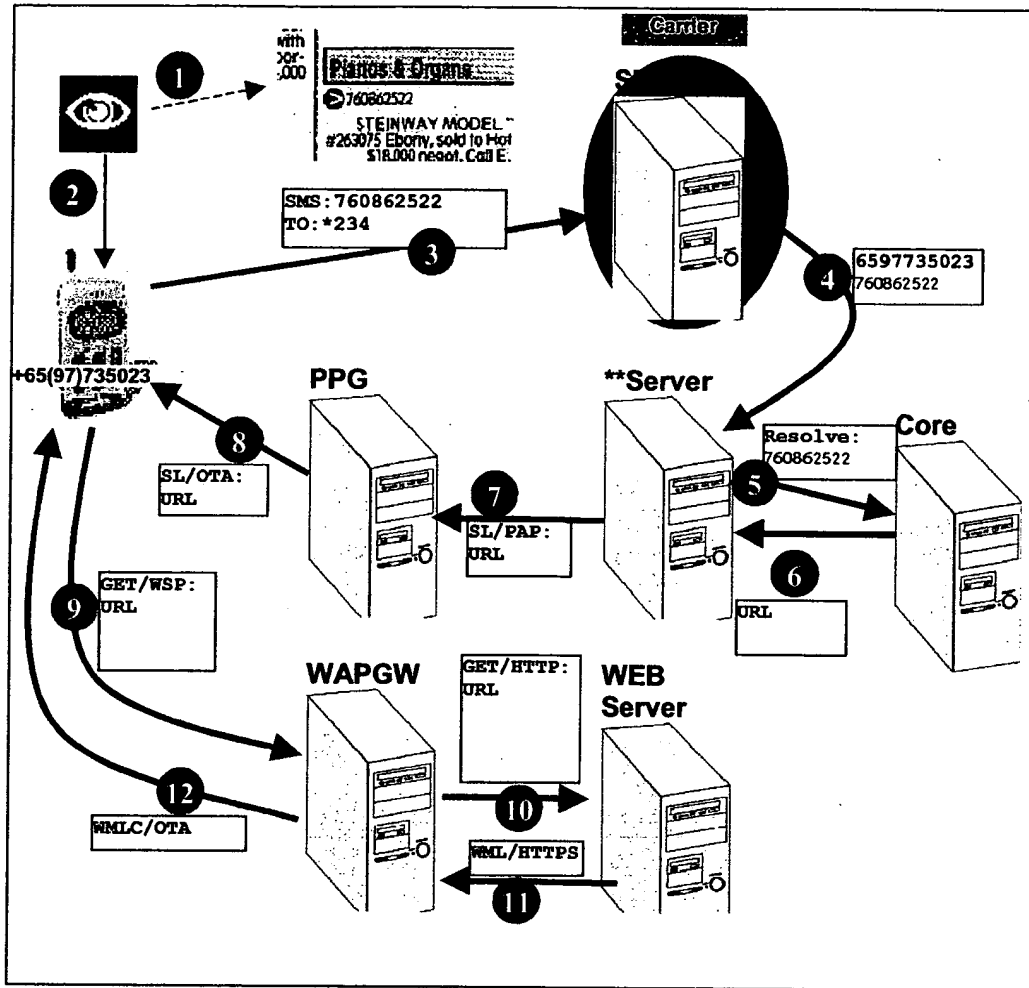 Carrier
with
por-
,000
Pianos & Organs
760862522
STEINWAY MODEL
#263075 Ebony, sold to Hot
$18,000 negot. Call E.
1
2
SMS:760862522
TO:*234
3
4
6597735023
760862522
+65(97)735023
PPG
**Server
Core
Resolve:
760862522
5
8
SL/OTA:
URL
7
SL/PAP:
URL
6
URL
9
GET/WSP:
URL
WAPGW
GET/HTTP:
URL
WEB
Server
12
WMLC/OTA
10
WML/HTTPS
11